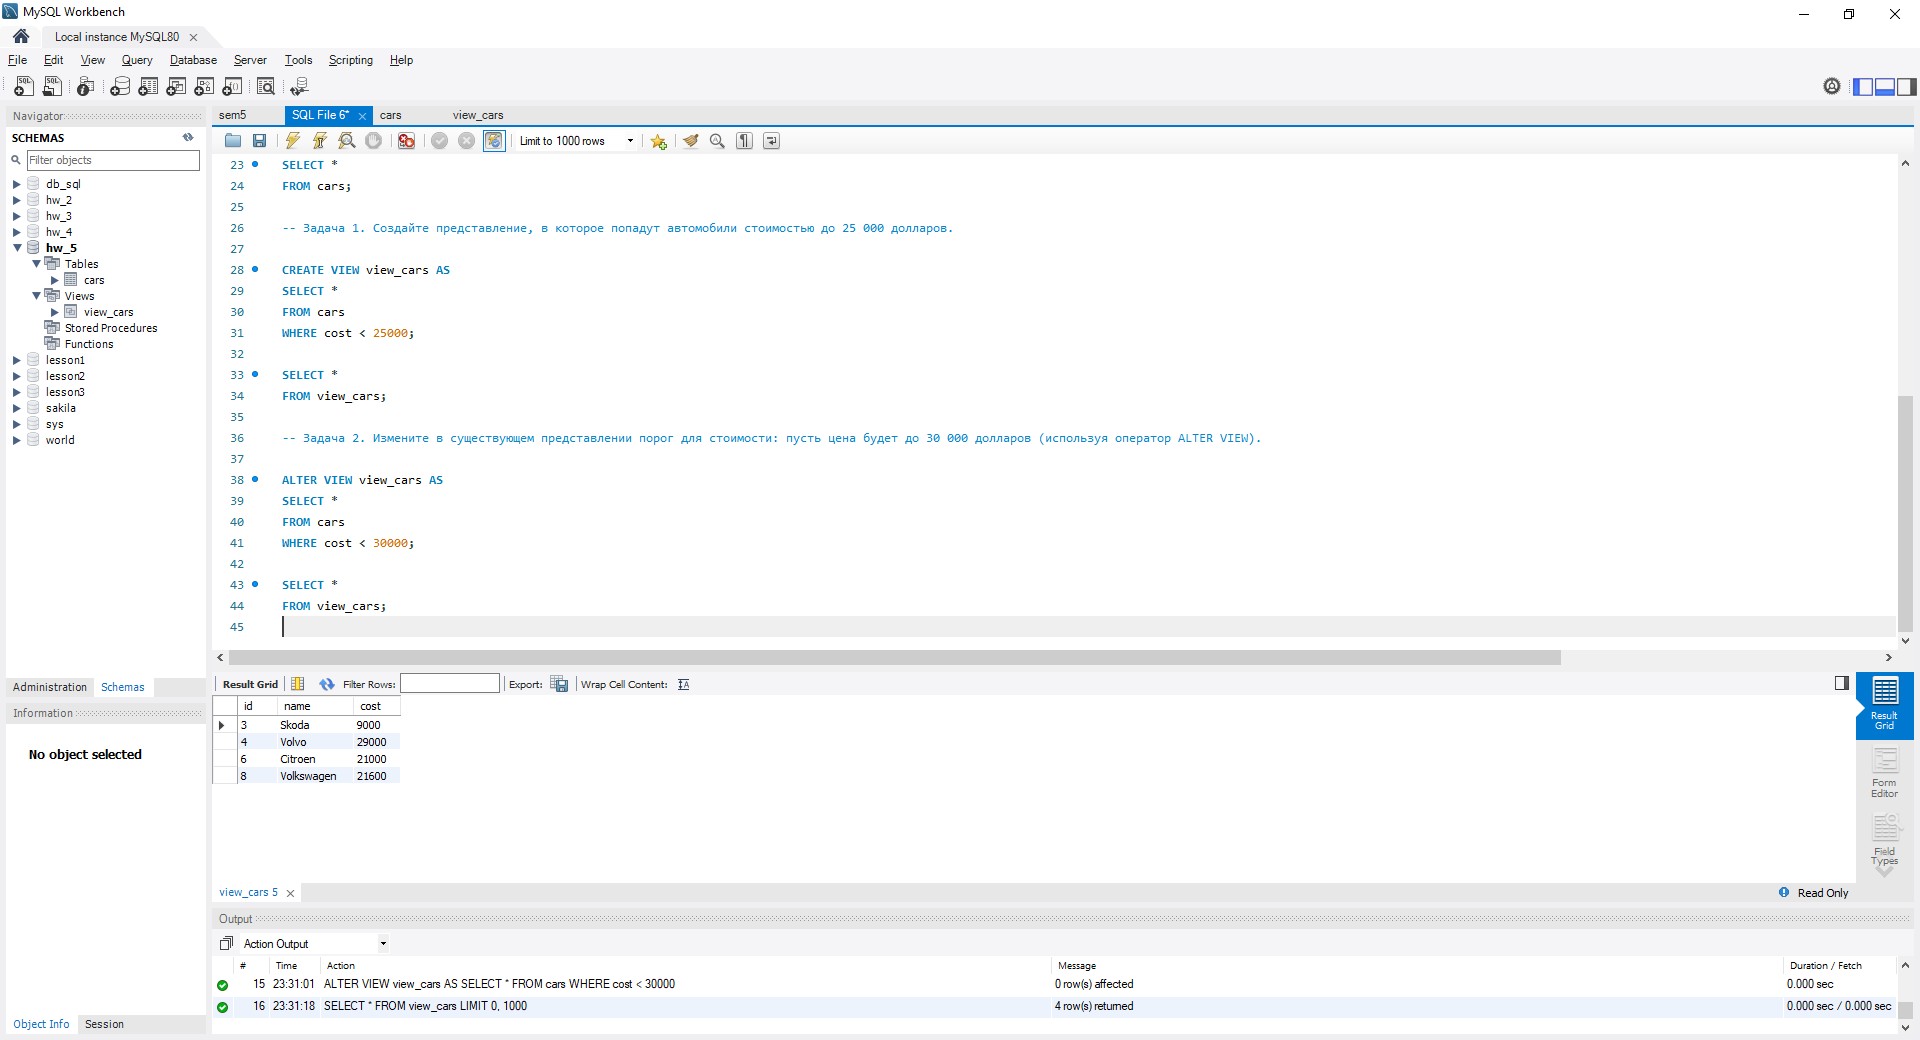 MySQL Workbench
Local instance MySQL80
File Edit View Query Database Server Tools Scripting Help
Navigator
SCHEMAS
Filter objects
db_sql
hw_2
hw_3
hw_4
hw_5
Tables
cars
Views
view_cars
Stored Procedures
Functions
lesson1
lesson2
lesson3
sakila
sys
world
Administration Schemas
Information
No object selected
Object Info Session
sem5 SQL File 6* cars view_cars
Limit to 1000 rows
23 SELECT *
24 FROM cars;
25
26 -- Задача 1. Создайте представление, в которое попадут автомобили стоимостью до 25 000 долларов.
27
28 CREATE VIEW view_cars AS
29 SELECT *
30 FROM cars
31 WHERE cost < 25000;
32
33 SELECT *
34 FROM view_cars;
35
36 -- Задача 2. Измените в существующем представлении порог для стоимости: пусть цена будет до 30 000 долларов (используя оператор ALTER VIEW).
37
38 ALTER VIEW view_cars AS
39 SELECT *
40 FROM cars
41 WHERE cost < 30000;
42
43 SELECT *
44 FROM view_cars;
45
Result Grid Filter Rows: Export: Wrap Cell Content:
id name cost
3 Skoda 9000
4 Volvo 29000
6 Citroen 21000
8 Volkswagen 21600
Result
Grid
Form
Editor
Field
Types
view_cars 5
Read Only
Output
Action Output
# Time Action Message Duration / Fetch
15 23:31:01 ALTER VIEW view_cars AS SELECT * FROM cars WHERE cost < 30000 0 row(s) affected 0.000 sec
16 23:31:18 SELECT * FROM view_cars LIMIT 0, 1000 4 row(s) returned 0.000 sec / 0.000 sec